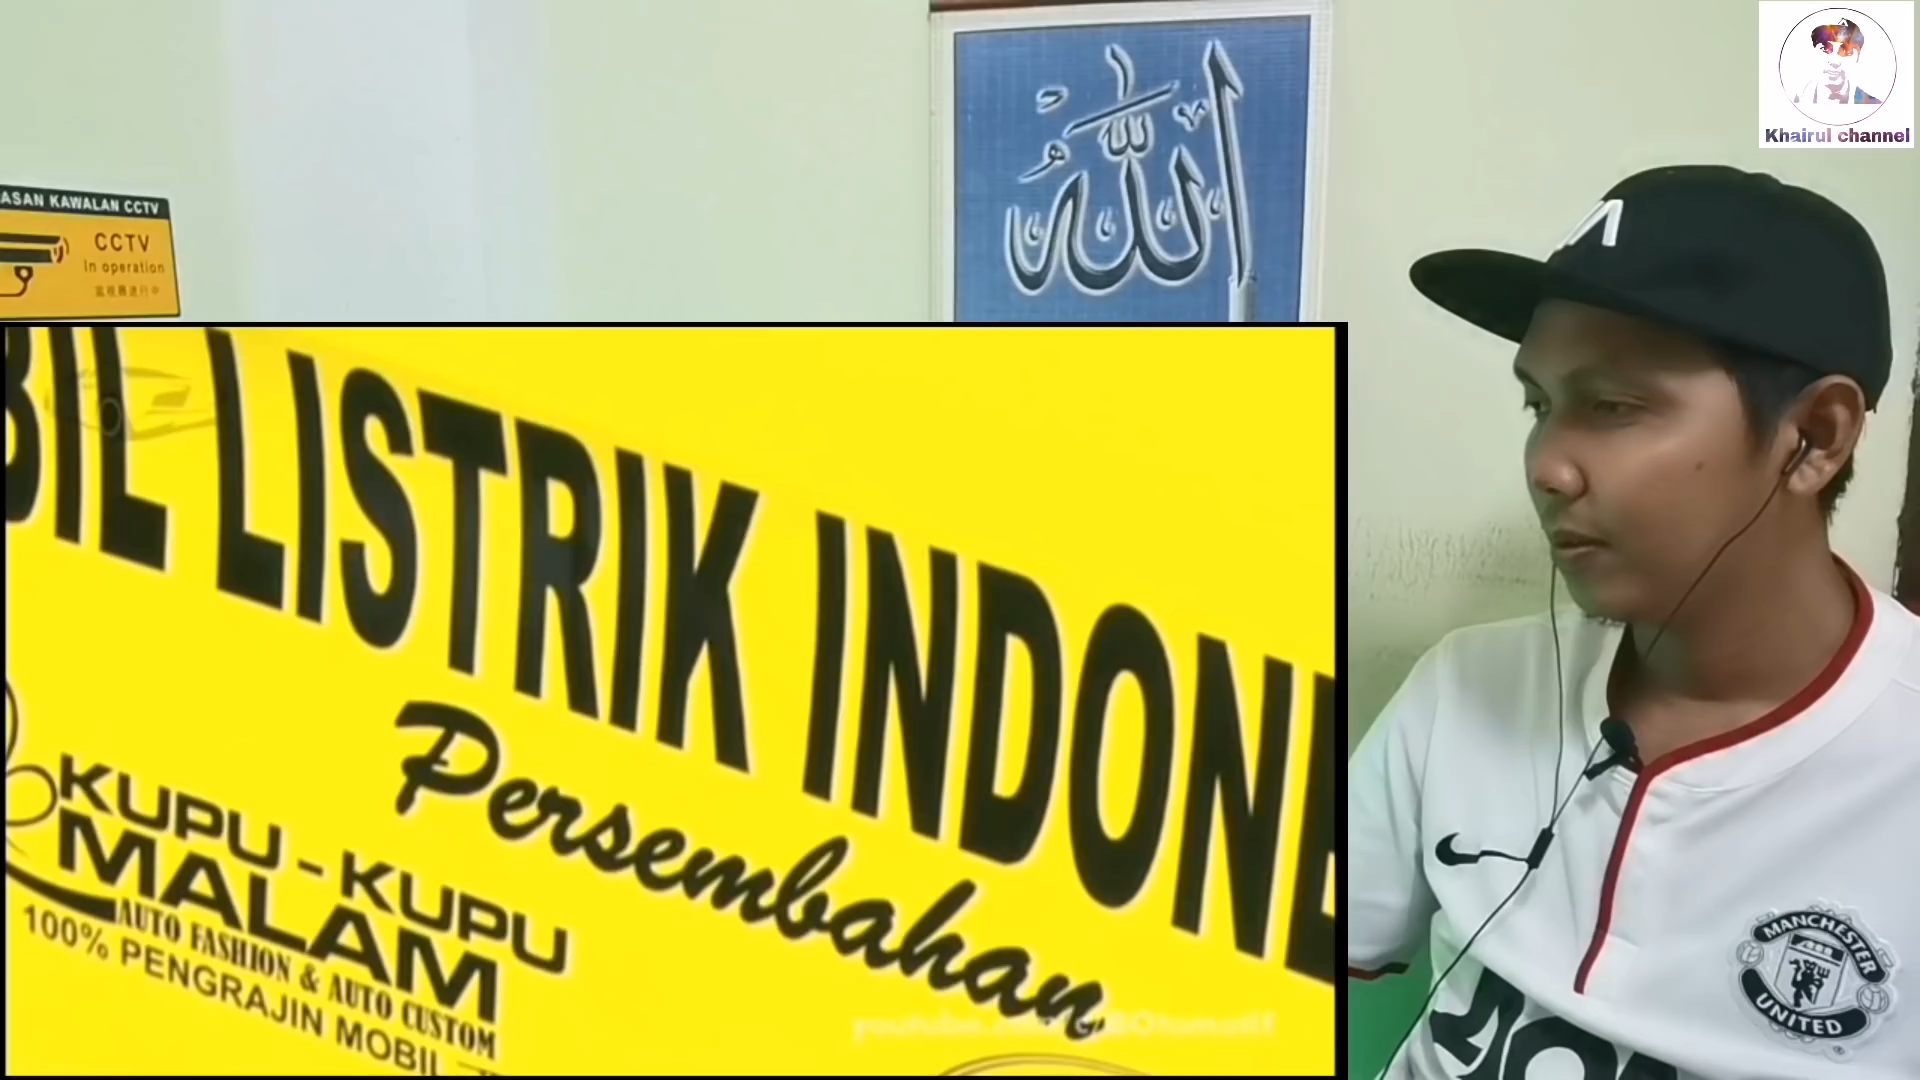 Khairul channel
ASAN KAWALAN CCTV
CCTV
In operation
الله
BIL LISTRIK INDONE
Persembahan
KUPU - KUPU
MALAM
AUTO FASHION & AUTO CUSTOM
100% PENGRAJIN MOBIL
MANCHESTER
UNITED